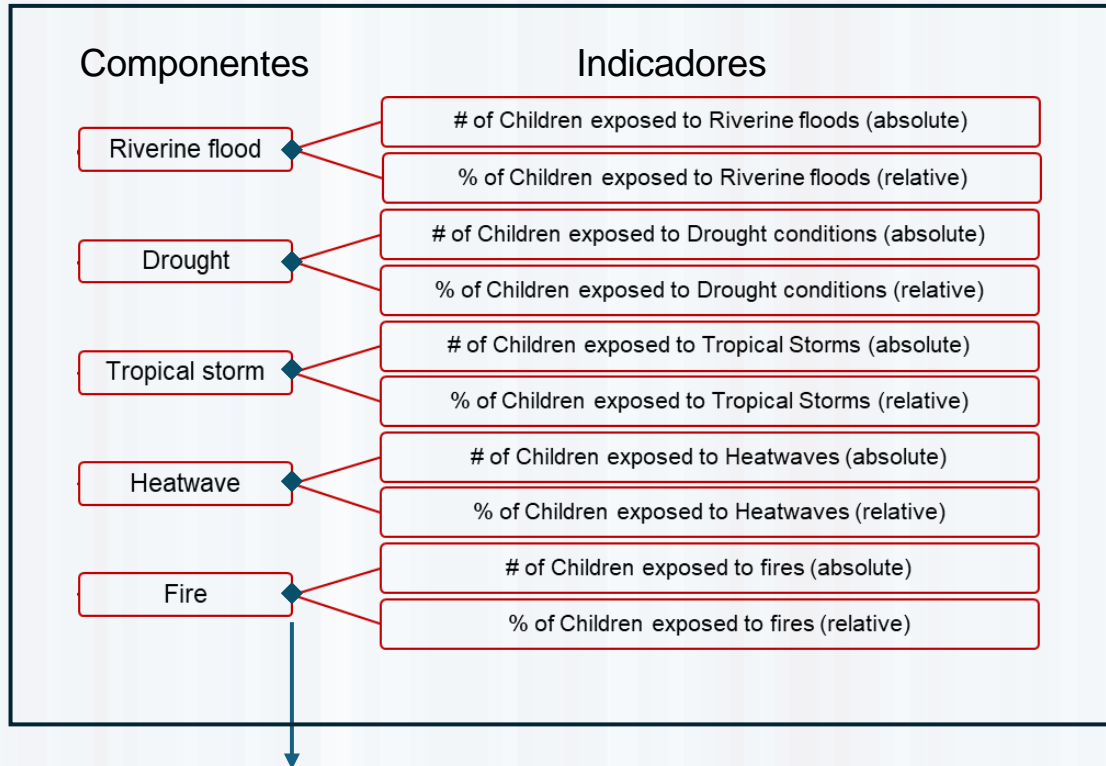 Componentes
Indicadores
Riverine flood
# of Children exposed to Riverine floods (absolute)
% of Children exposed to Riverine floods (relative)
Drought
# of Children exposed to Drought conditions (absolute)
% of Children exposed to Drought conditions (relative)
Tropical storm
# of Children exposed to Tropical Storms (absolute)
% of Children exposed to Tropical Storms (relative)
Heatwave
# of Children exposed to Heatwaves (absolute)
% of Children exposed to Heatwaves (relative)
Fire
# of Children exposed to fires (absolute)
% of Children exposed to fires (relative)